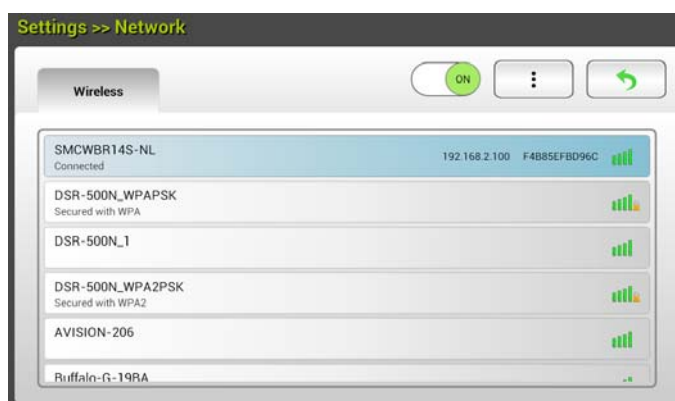 Settings >> Network
Wireless
ON
SMCWBR14S-NL
Connected
192.168.2.100 F4B85EFBD96C
DSR-500N_WPAPSK
Secured with WPA
DSR-500N_1
DSR-500N_WPA2PSK
Secured with WPA2
AVISION-206
Buffalo-G-19BA